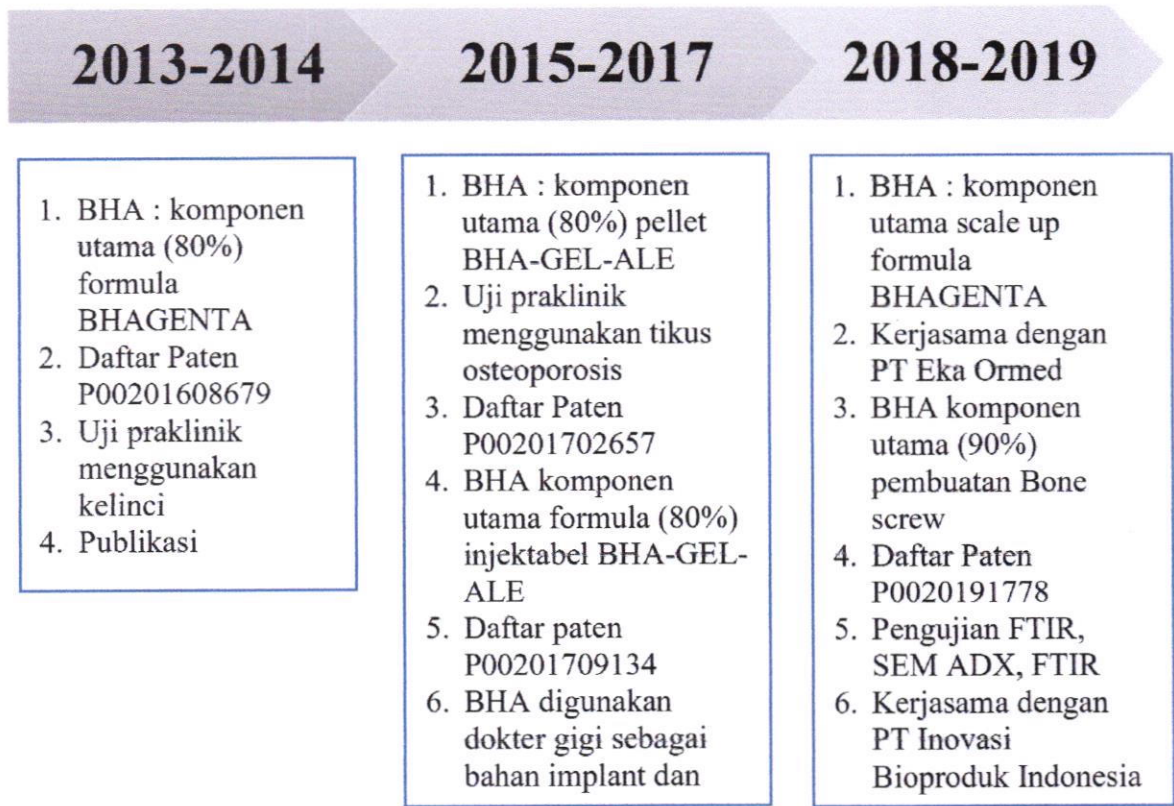 2013-2014
2015-2017
2018-2019
1. BHA : komponen
utama (80%)
formula
BHAGENTA
2. Daftar Paten
P00201608679
3. Uji praklinik
menggunakan
kelinci
4. Publikasi
1. BHA : komponen
utama (80%) pellet
BHA-GEL-ALE
2. Uji praklinik
menggunakan tikus
osteoporosis
3. Daftar Paten
P00201702657
4. BHA komponen
utama formula (80%)
injektabel BHA-GEL-
ALE
5. Daftar paten
P00201709134
6. BHA digunakan
dokter gigi sebagai
bahan implant dan
1. BHA : komponen
utama scale up
formula
BHAGENTA
2. Kerjasama dengan
PT Eka Ormed
3. BHA komponen
utama (90%)
pembuatan Bone
screw
4. Daftar Paten
P0020191778
5. Pengujian FTIR,
SEM ADX, FTIR
6. Kerjasama dengan
PT Inovasi
Bioproduk Indonesia